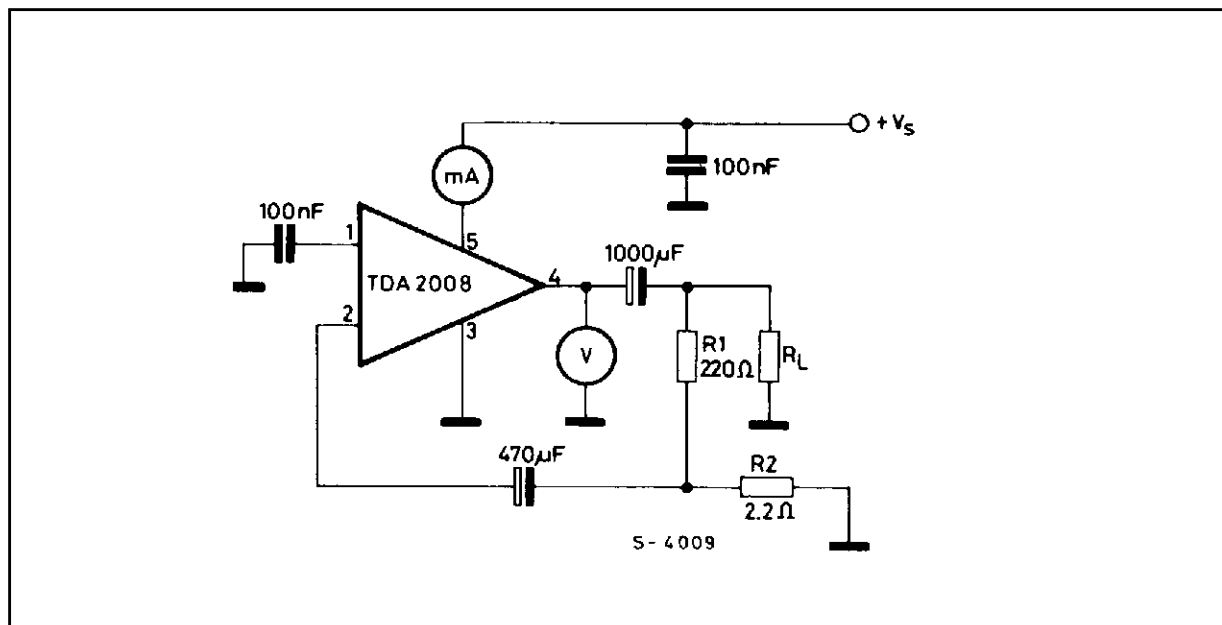 + Vs
100nF
mA
100nF
1
5
1000µF
TDA 2008
4
2
3
V
R1
220Ω
RL
470µF
R2
2.2Ω
S- 4009